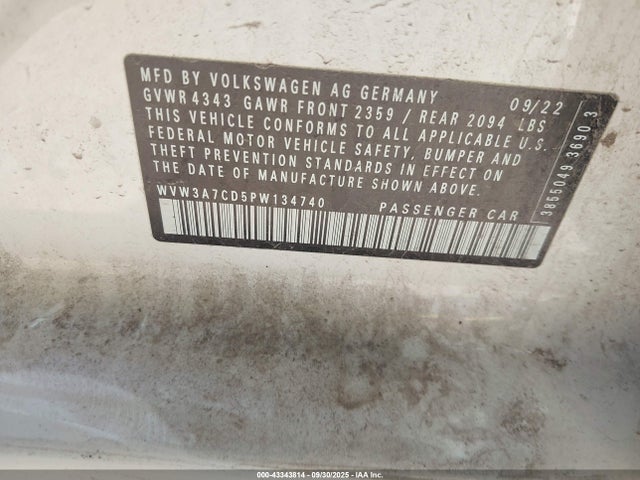 MFD BY VOLKSWAGEN AG GERMANY 09/22
GVWR 4343 GAWR FRONT 2359 / REAR 2094 LBS
THIS VEHICLE CONFORMS TO ALL APPLICABLE U.S.
FEDERAL MOTOR VEHICLE SAFETY, BUMPER AND
THEFT PREVENTION STANDARDS IN EFFECT ON
THE DATE OF MANUFACTURE SHOWN ABOVE.
WVW3A7CD5PW134740 PASSENGER CAR
3855049 3690 3
000-43343814 - 09/30/2025 - IAA Inc.